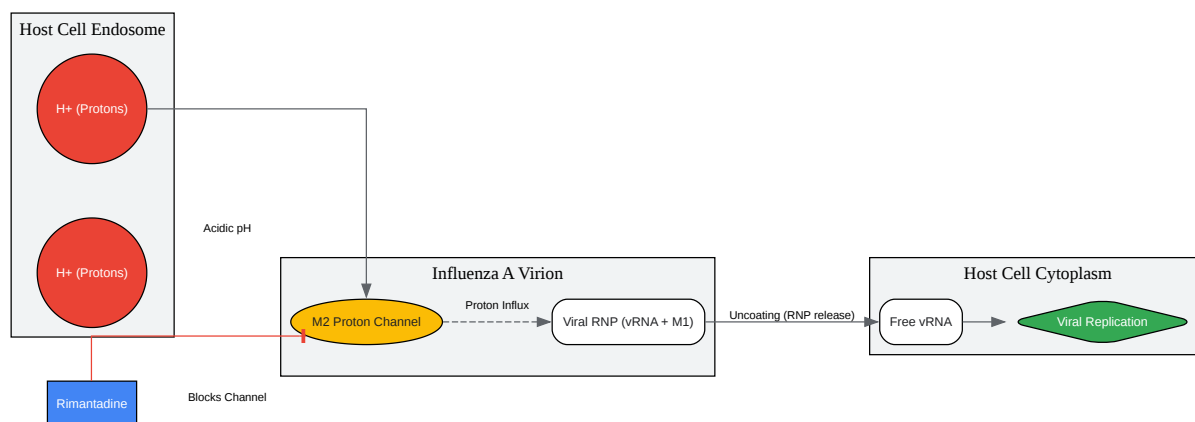 Host Cell Endosome
H+ (Protons)
H+ (Protons)
Acidic pH
Influenza A Virion
M2 Proton Channel
Proton Influx
Viral RNP (vRNA + M1)
Uncoating (RNP release)
Host Cell Cytoplasm
Free vRNA
Viral Replication
Rimantadine
Blocks Channel